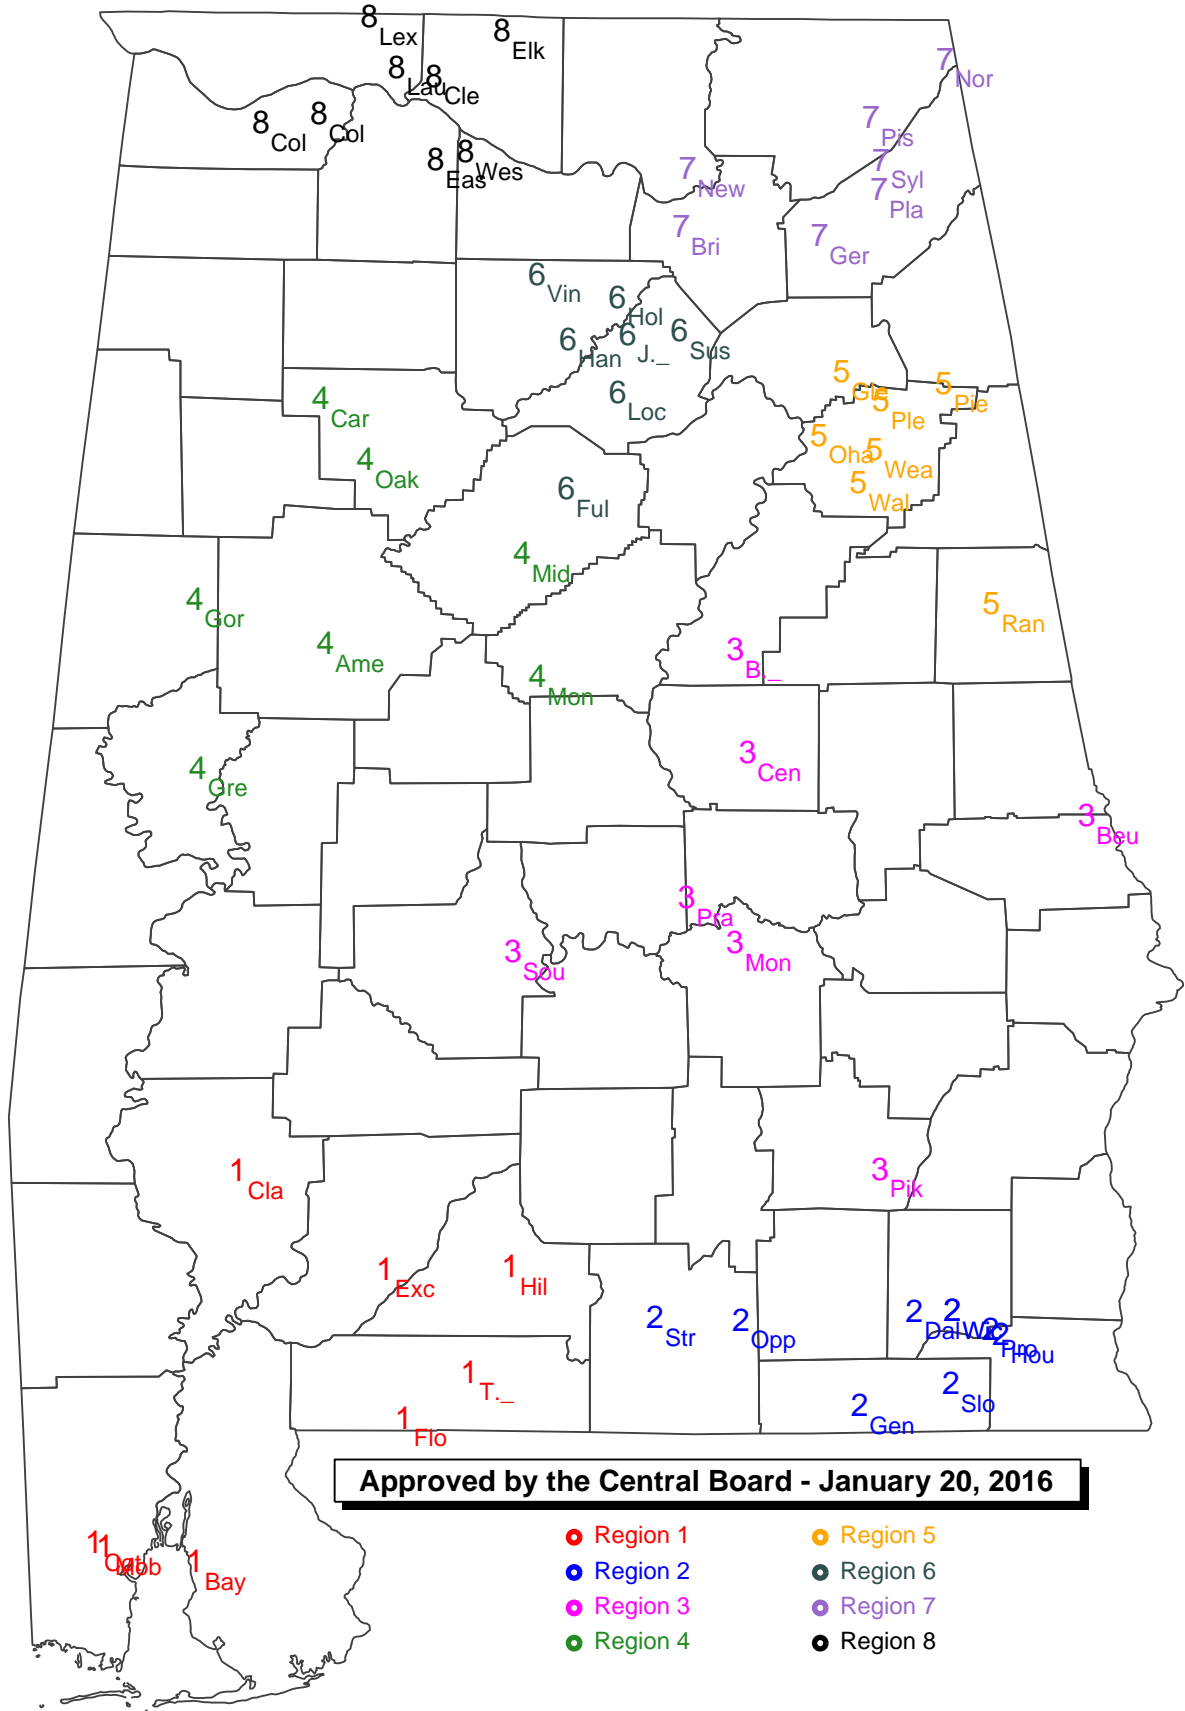 8 Lex
8 Elk
8 Lau
8 Cle
7 Nor
8 Col
8 Col
7 Pis
8 Eas
8 Wes
7 New
7 Syl
7 Pla
7 Bri
7 Ger
6 Vin
6 Hol
6 Han
6 J._
6 Sus
5 Gle
5 Pie
4 Car
6 Loc
5 Ple
5 Oha
5 Wea
4 Oak
5 Wal
6 Ful
4 Mid
4 Gor
5 Ran
4 Ame
3 B._
4 Mon
3 Cen
4 Gre
3 Beu
3 Pra
3 Mon
3 Sou
1 Cla
3 Pik
1 Exc
1 Hil
2 Str
2 Opp
2 Dal
2 Wic
2 Pro
2 Hou
1 T._
2 Slo
1 Flo
2 Gen
Approved by the Central Board - January 20, 2016
1
1 Mob
1 Bay
Region 1
Region 2
Region 3
Region 4
Region 5
Region 6
Region 7
Region 8